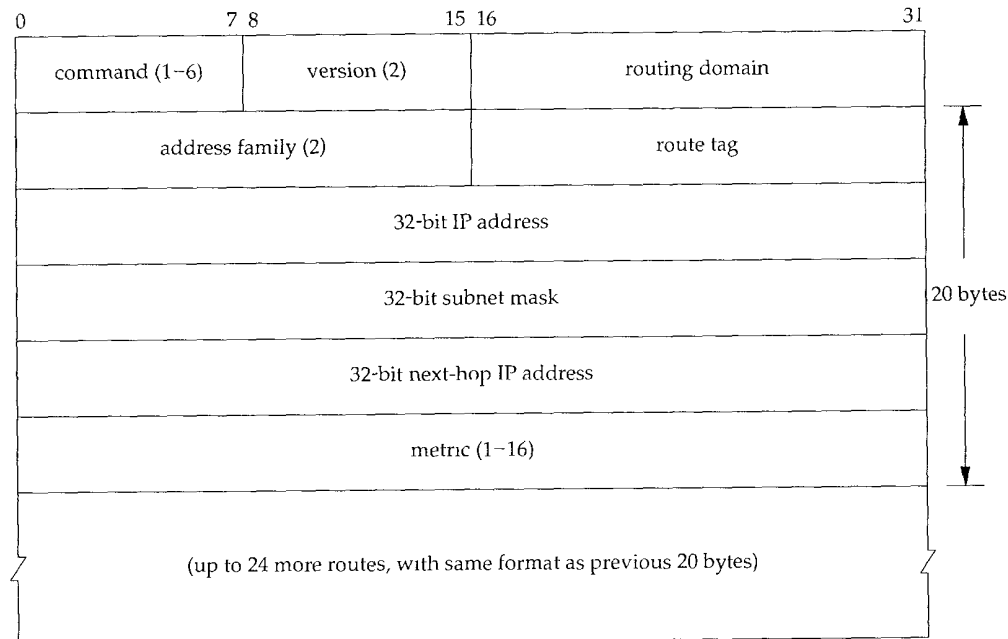 0 7 8 15 16 31
command (1-6) version (2) routing domain
address family (2) route tag
32-bit IP address
32-bit subnet mask
20 bytes
32-bit next-hop IP address
metric (1-16)
(up to 24 more routes, with same format as previous 20 bytes)